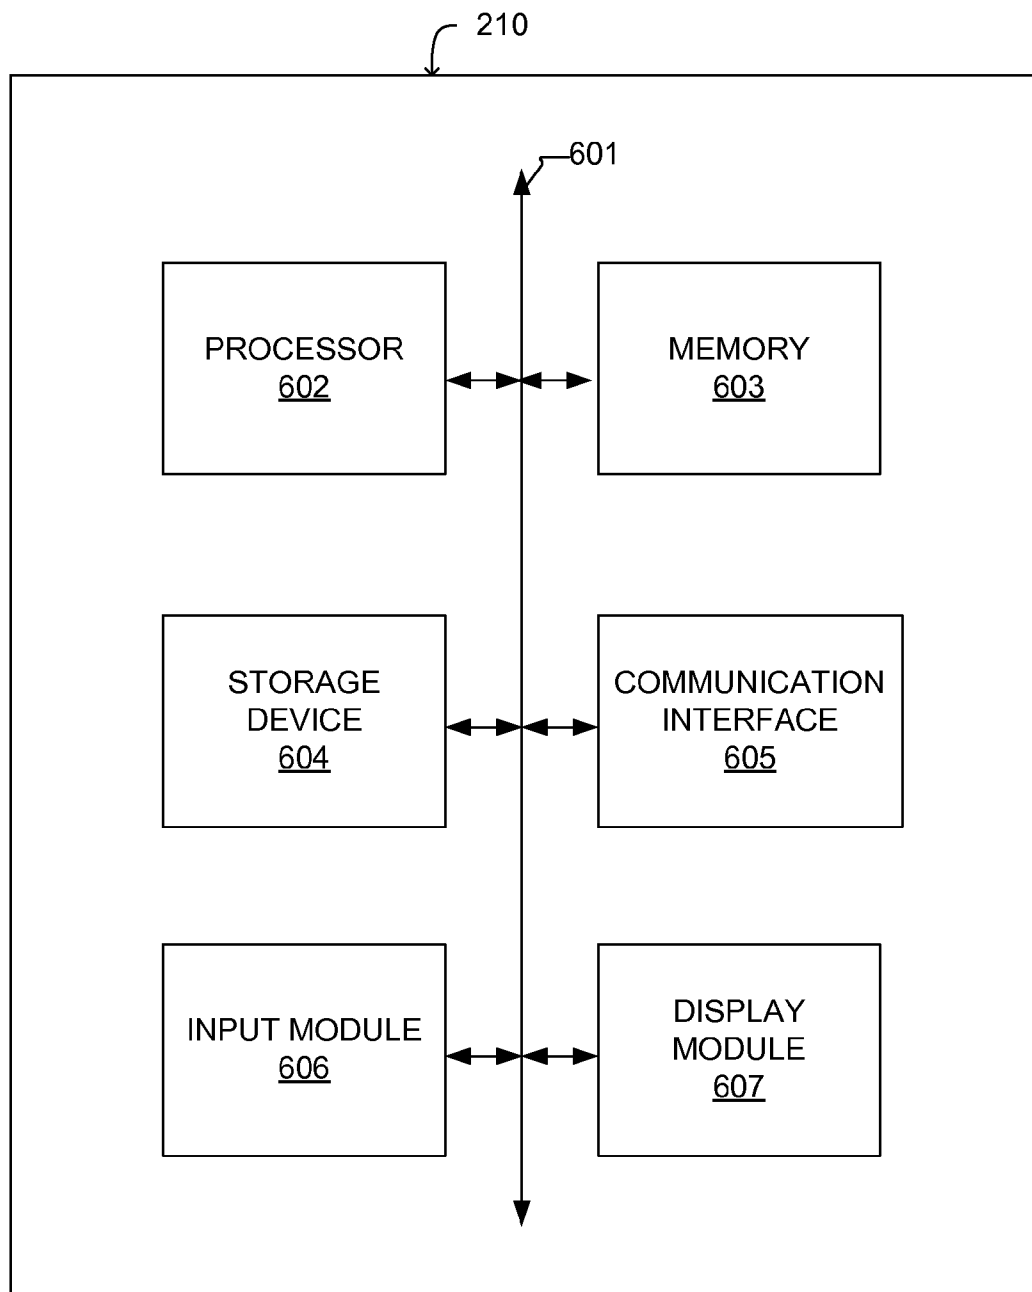 210
601
PROCESSOR
602
MEMORY
603
STORAGE
DEVICE
604
COMMUNICATION
INTERFACE
605
INPUT MODULE
606
DISPLAY
MODULE
607